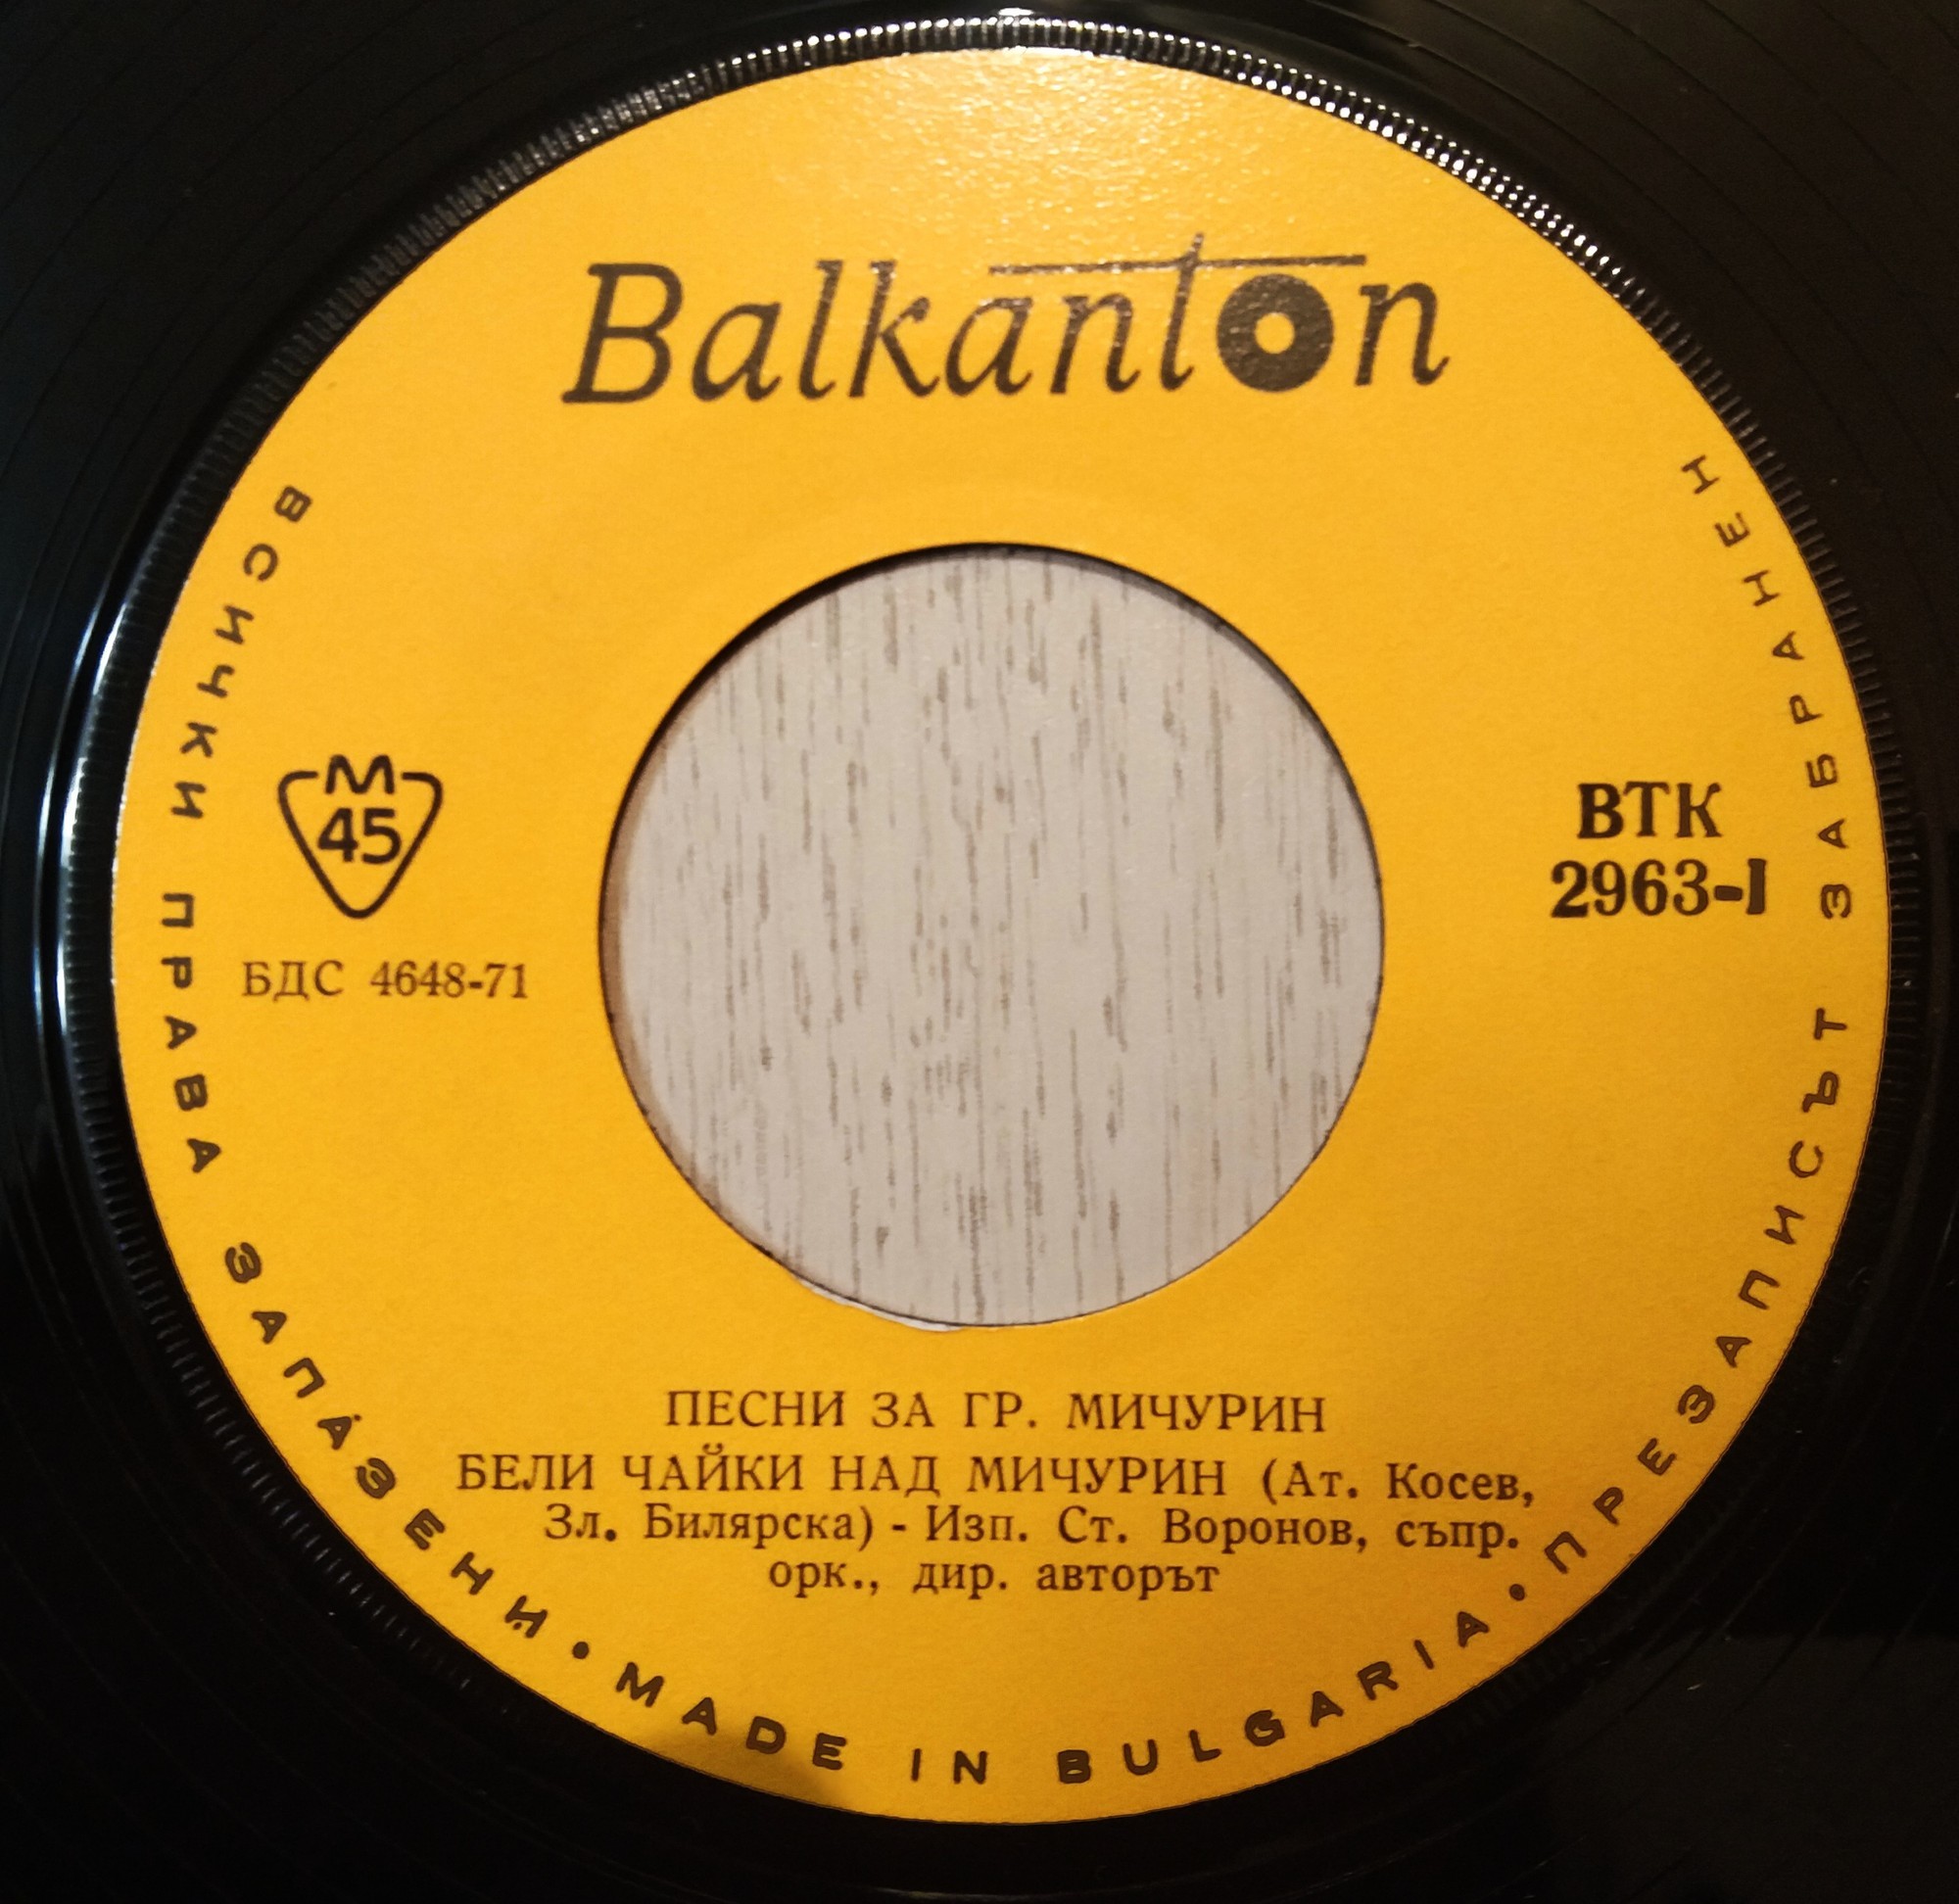 Balkanton
M
45
БДС 4648-71
ВТК
2963-I
ПЕСНИ ЗА ГР. МИЧУРИН
БЕЛИ ЧАЙКИ НАД МИЧУРИН (Ат. Косев,
Зл. Билярска) - Изп. Ст. Воронов, съпр.
орк., дир. авторът
ВСИЧКИ ПРАВА ЗАПАЗЕНИ • MADE IN BULGARIA • ПРЕЗАПИСЪТ ЗАБРАНЕН